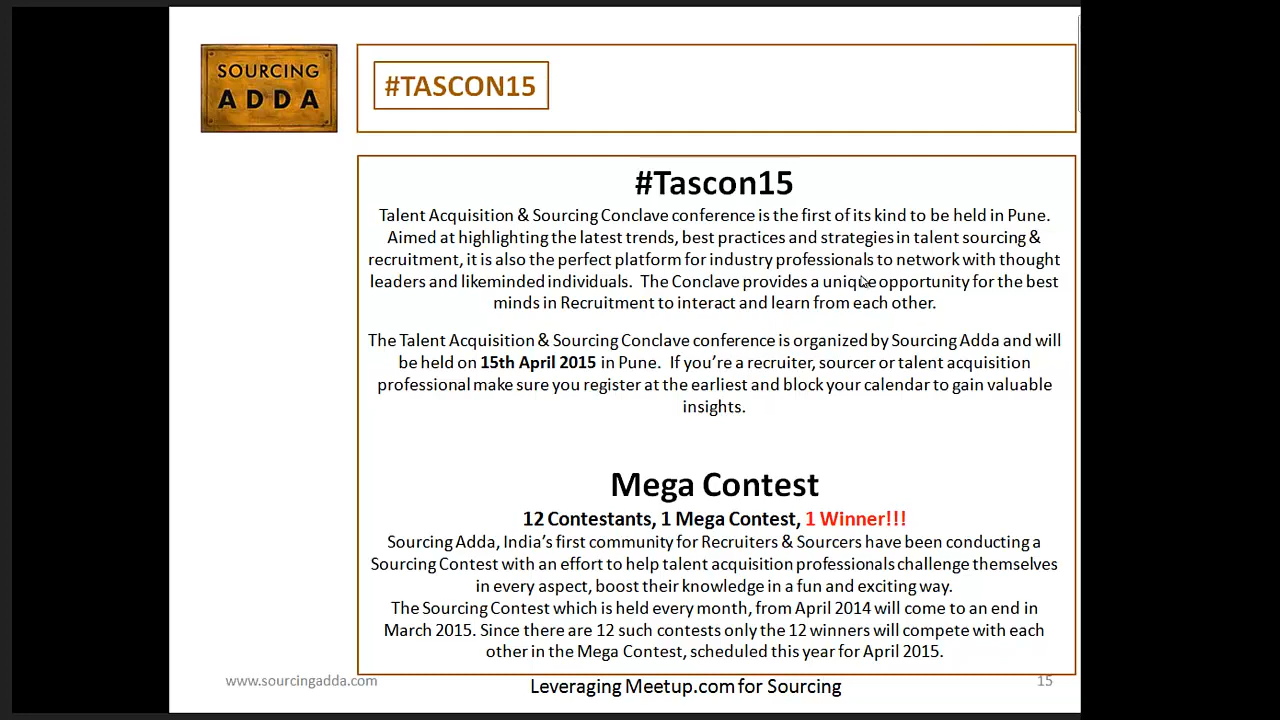 SOURCING
ADDA
#TASCON15
#Tascon15
Talent Acquisition & Sourcing Conclave conference is the first of its kind to be held in Pune.
Aimed at highlighting the latest trends, best practices and strategies in talent sourcing &
recruitment, it is also the perfect platform for industry professionals to network with thought
leaders and likeminded individuals. The Conclave provides a unique opportunity for the best
minds in Recruitment to interact and learn from each other.
The Talent Acquisition & Sourcing Conclave conference is organized by Sourcing Adda and will
be held on 15th April 2015 in Pune. If you’re a recruiter, sourcer or talent acquisition
professional make sure you register at the earliest and block your calendar to gain valuable
insights.
Mega Contest
12 Contestants, 1 Mega Contest, 1 Winner!!!
Sourcing Adda, India’s first community for Recruiters & Sourcers have been conducting a
Sourcing Contest with an effort to help talent acquisition professionals challenge themselves
in every aspect, boost their knowledge in a fun and exciting way.
The Sourcing Contest which is held every month, from April 2014 will come to an end in
March 2015. Since there are 12 such contests only the 12 winners will compete with each
other in the Mega Contest, scheduled this year for April 2015.
www.sourcingadda.com
Leveraging Meetup.com for Sourcing
15